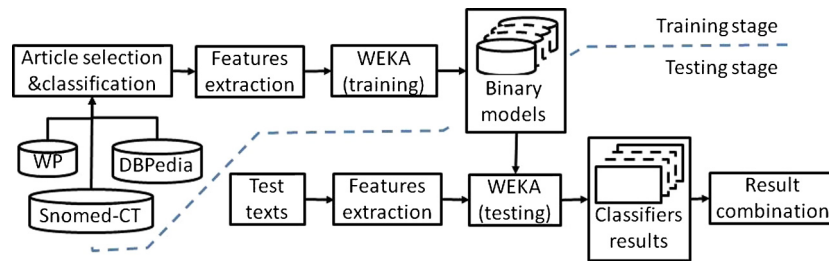 Article selection
&classification
Features
extraction
WEKA
(training)
Binary
models
Training stage
Testing stage
WP
DBPedia
Snomed-CT
Test
texts
Features
extraction
WEKA
(testing)
Classifiers
results
Result
combination